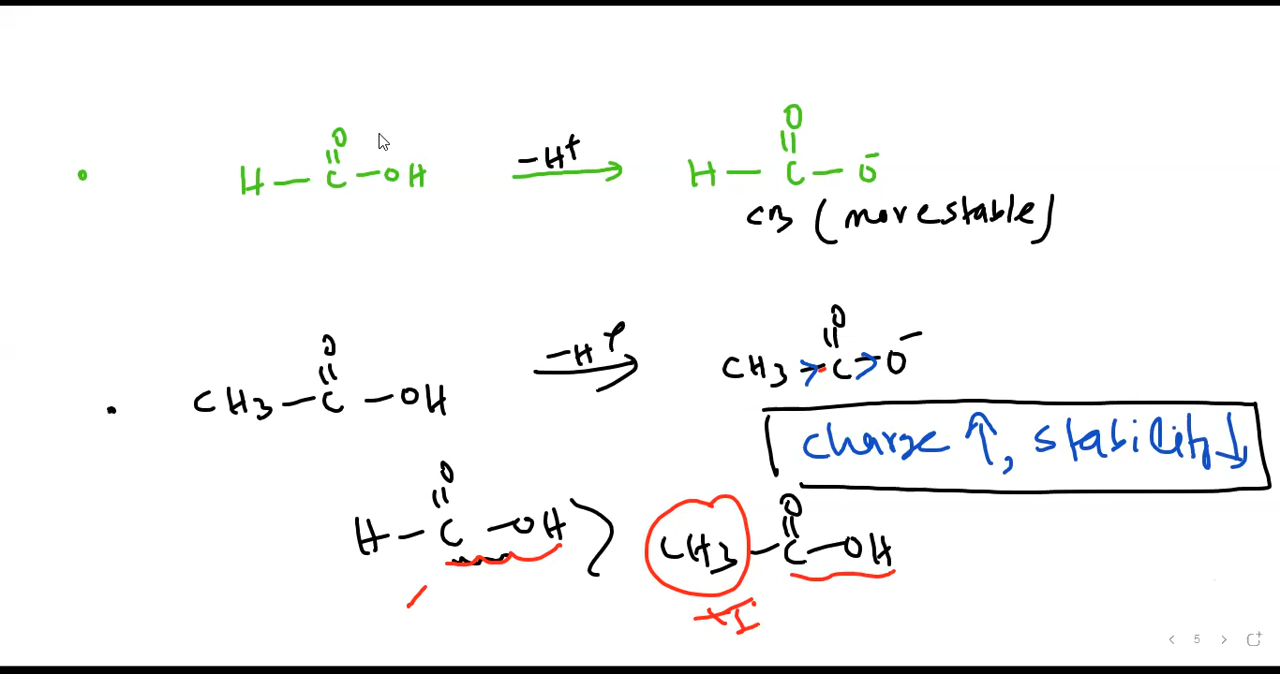 O
H — C — OH
−H⁺
O
H — C — O⁻
CB (more stable)
O
CH3 — C — OH
−H⁺
O
CH3 — C — O⁻
charge ↑, stability ↓
O
H — C — OH >
O
CH3 — C — OH
+I
5